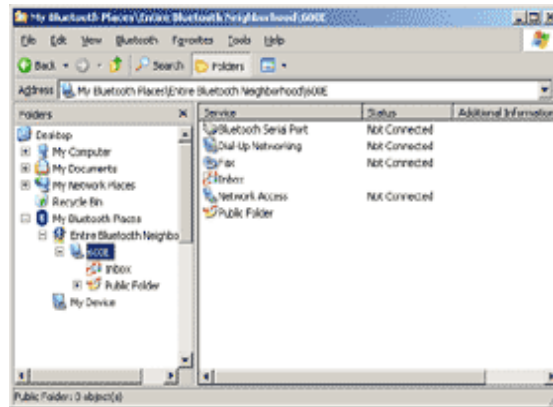 My Bluetooth Places\Entire Bluetooth Neighborhood\600E
File Edit View Bluetooth Favorites Tools Help
Back Search Folders
Address My Bluetooth Places\Entire Bluetooth Neighborhood\600E
Folders
Desktop
My Computer
My Documents
My Network Places
Recycle Bin
My Bluetooth Places
Entire Bluetooth Neighbo
600E
Inbox
Public Folder
My Device
Service Status Additional Information
Bluetooth Serial Port Not Connected
Dial-Up Networking Not Connected
Fax Not Connected
Inbox
Network Access Not Connected
Public Folder
Public Folder: 3 object(s)